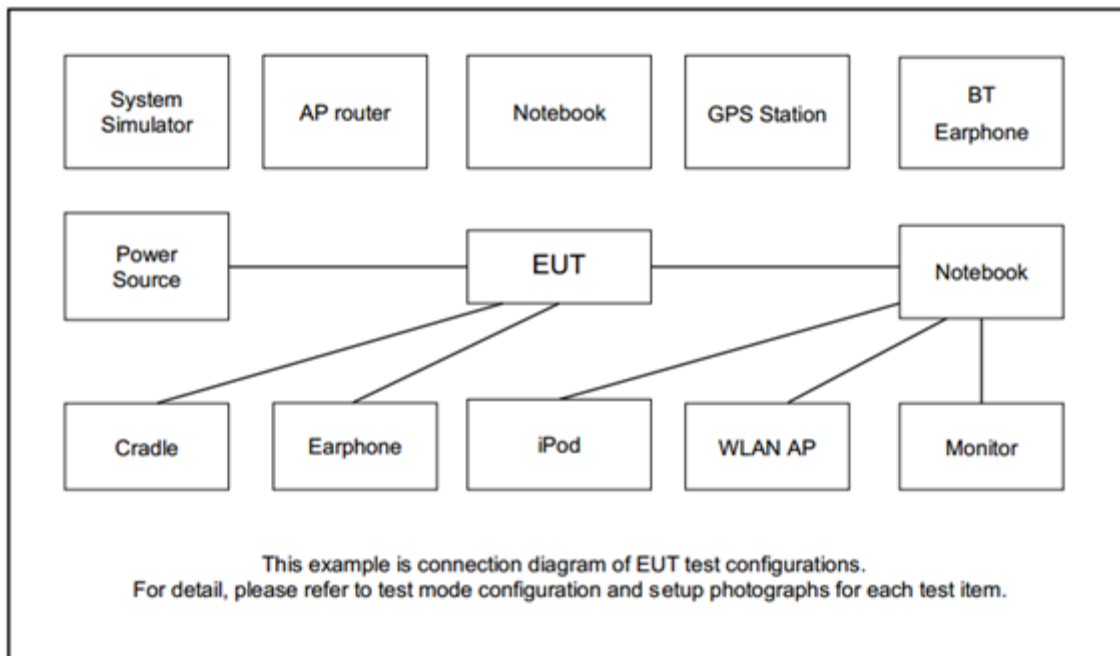 System
Simulator
AP router
Notebook
GPS Station
BT
Earphone
Power
Source
EUT
Notebook
Cradle
Earphone
iPod
WLAN AP
Monitor
This example is connection diagram of EUT test configurations.
For detail, please refer to test mode configuration and setup photographs for each test item.